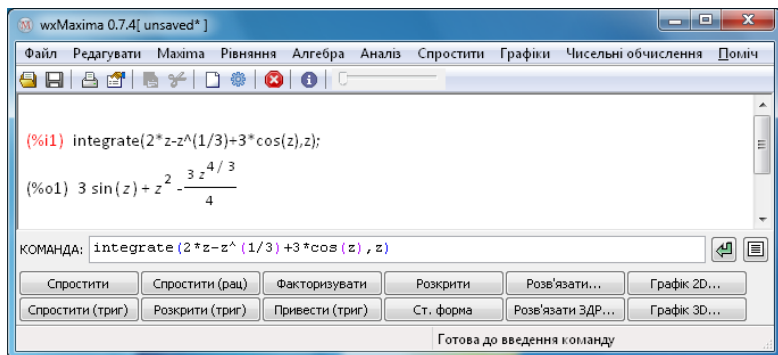 wxMaxima 0.7.4[ unsaved* ]
Файл Редагувати Maxima Рівняння Алгебра Аналіз Спростити Графіки Чисельні обчислення Поміч
(%i1) integrate(2*z-z^(1/3)+3*cos(z),z);
(%o1) 3 sin(z)+z^2-(3 z^(4/3))/4
КОМАНДА: integrate(2*z-z^(1/3)+3*cos(z),z)
Спростити Спростити (рац) Факторизувати Розкрити Розв'язати... Графік 2D...
Спростити (триг) Розкрити (триг) Привести (триг) Ст. форма Розв'язати ЗДР... Графік 3D...
Готова до введення команду